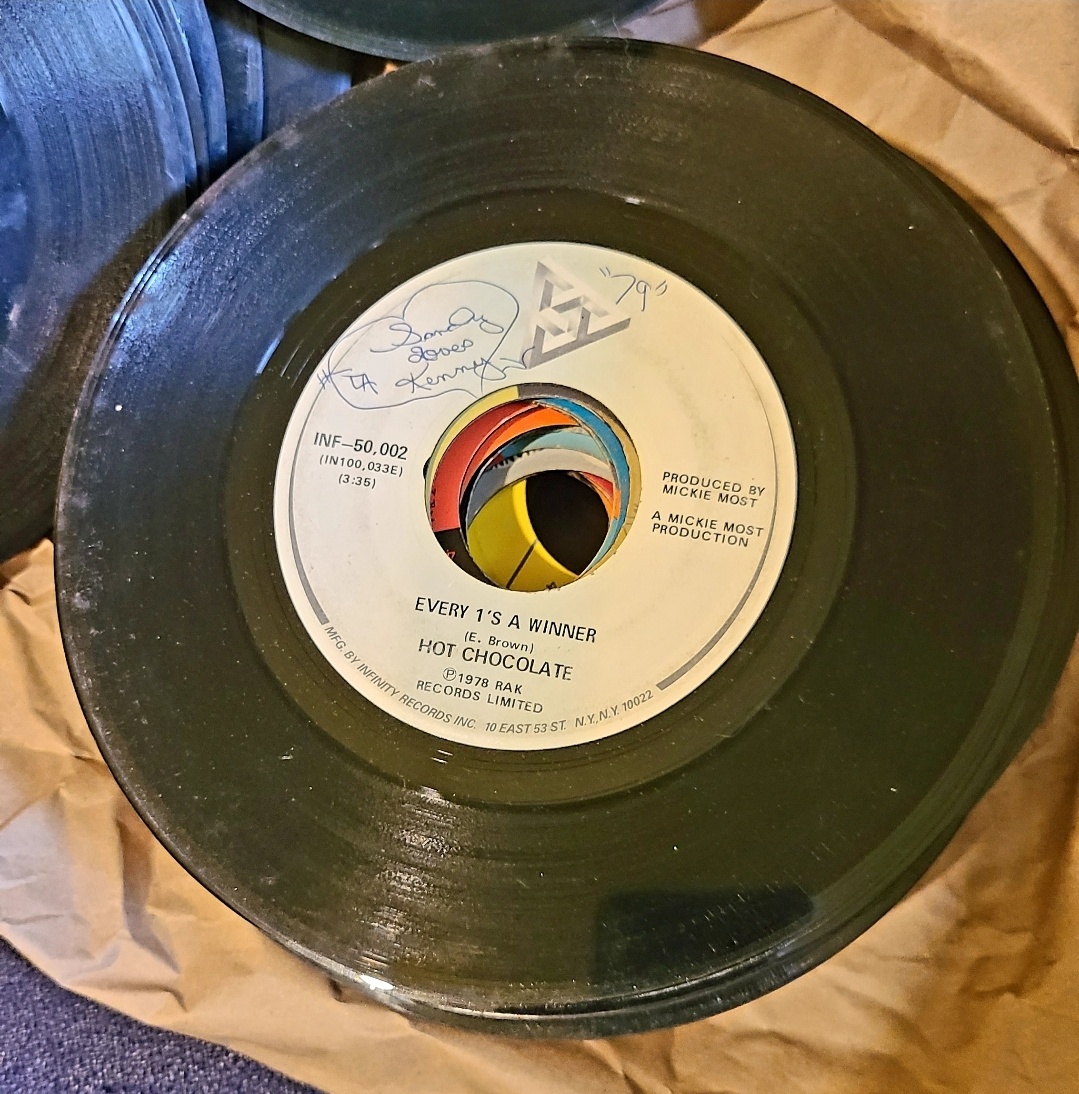 "79"
Sandy
loves
Kenny
INF–50,002
(IN100,033E)
(3:35)
PRODUCED BY
MICKIE MOST
A MICKIE MOST
PRODUCTION
EVERY 1'S A WINNER
(E. Brown)
HOT CHOCOLATE
℗1978 RAK
RECORDS LIMITED
MFG. BY INFINITY RECORDS INC. 10 EAST 53 ST. N.Y., N.Y. 10022